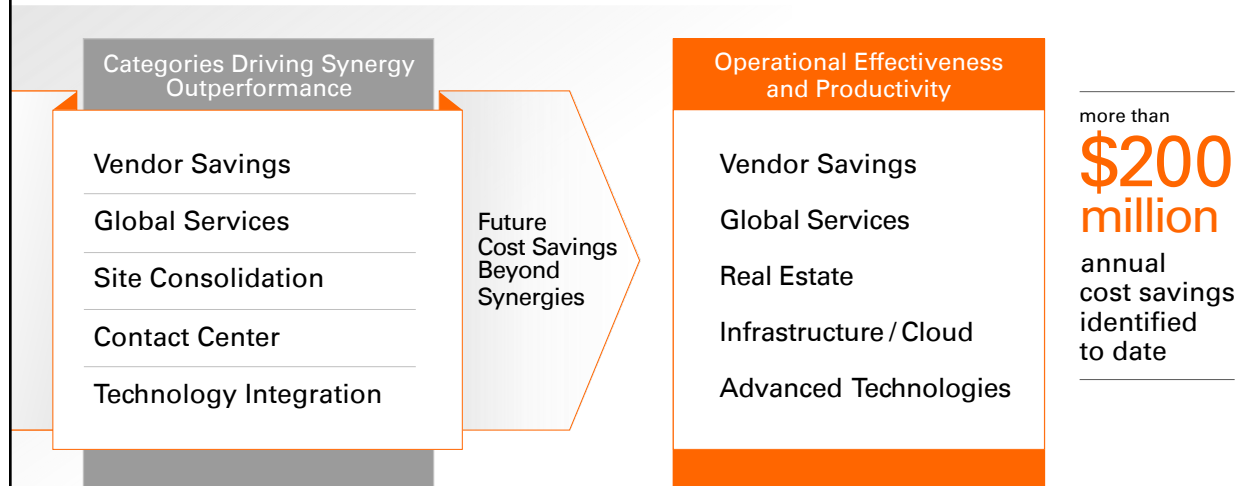 Categories Driving Synergy
Outperformance
Vendor Savings
Global Services
Site Consolidation
Contact Center
Technology Integration
Future
Cost Savings
Beyond
Synergies
Operational Effectiveness
and Productivity
Vendor Savings
Global Services
Real Estate
Infrastructure / Cloud
Advanced Technologies
more than
$200
million
annual
cost savings
identified
to date